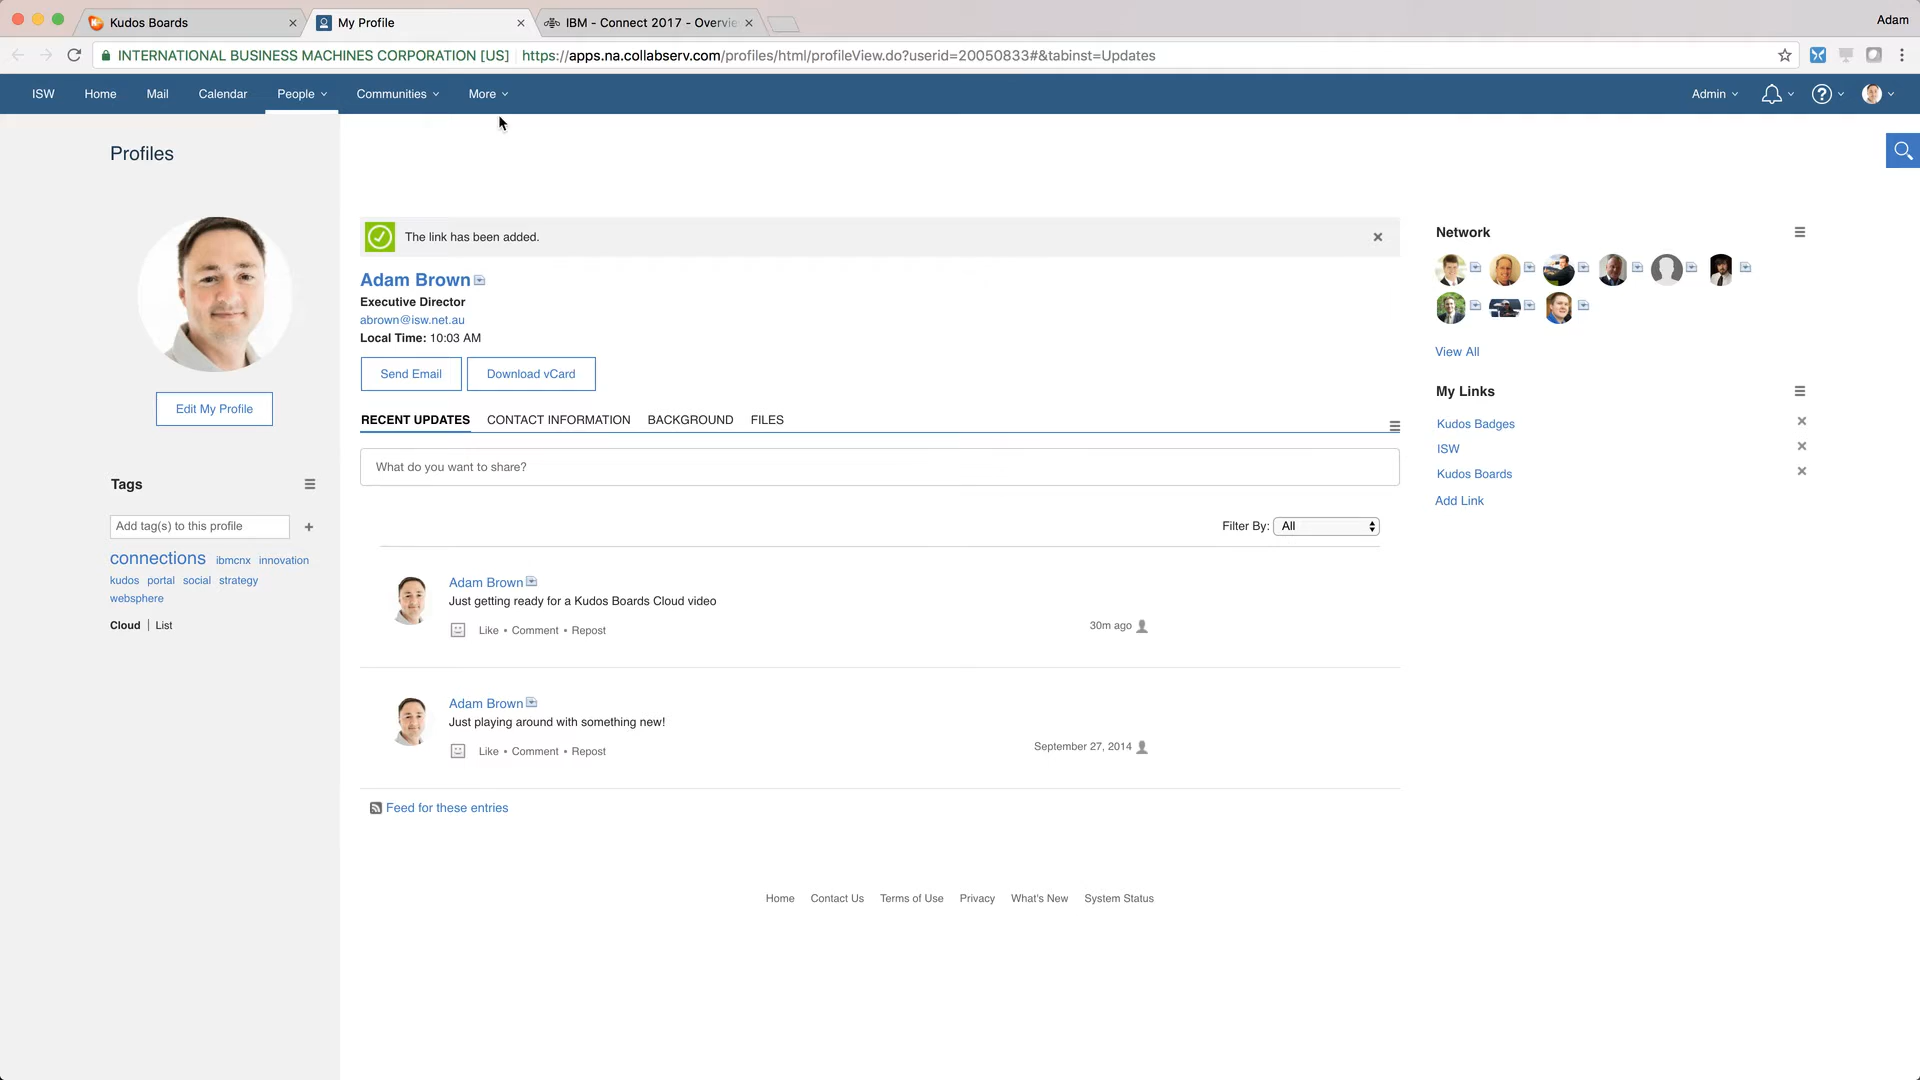 Kudos Boards
My Profile
IBM - Connect 2017 - Overvie
Adam
INTERNATIONAL BUSINESS MACHINES CORPORATION [US]
https://apps.na.collabserv.com/profiles/html/profileView.do?userid=20050833#&tabinst=Updates
ISW Home Mail Calendar People Communities More Admin
Profiles
Edit My Profile
Tags
Add tag(s) to this profile +
connections ibmcnx innovation
kudos portal social strategy
websphere
Cloud | List
The link has been added.
Adam Brown
Executive Director
abrown@isw.net.au
Local Time: 10:03 AM
Send Email Download vCard
RECENT UPDATES CONTACT INFORMATION BACKGROUND FILES
What do you want to share?
Filter By: All
Adam Brown
Just getting ready for a Kudos Boards Cloud video
Like • Comment • Repost
30m ago
Adam Brown
Just playing around with something new!
Like • Comment • Repost
September 27, 2014
Feed for these entries
Network
View All
My Links
Kudos Badges
ISW
Kudos Boards
Add Link
Home Contact Us Terms of Use Privacy What's New System Status